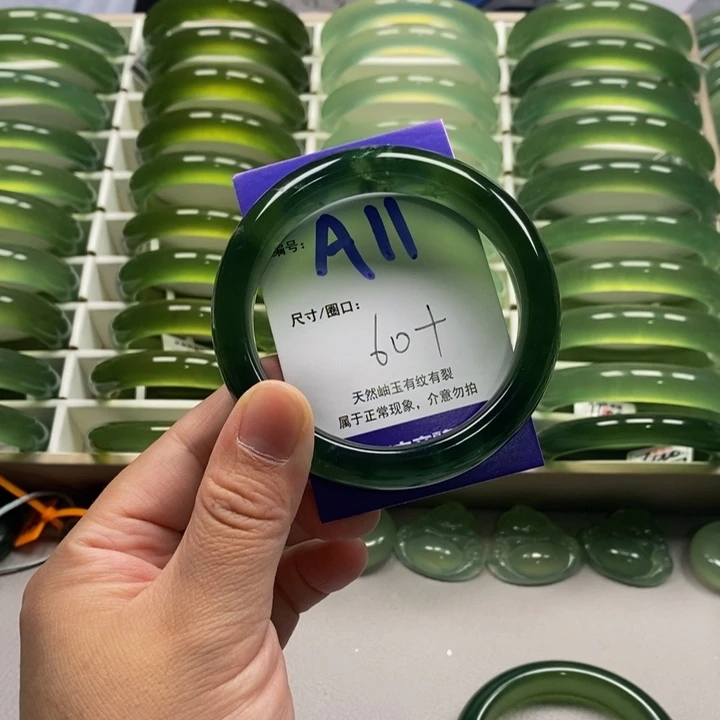 编号: A11
尺寸/圈口:
60+
天然岫玉有纹有裂
属于正常现象，介意勿拍